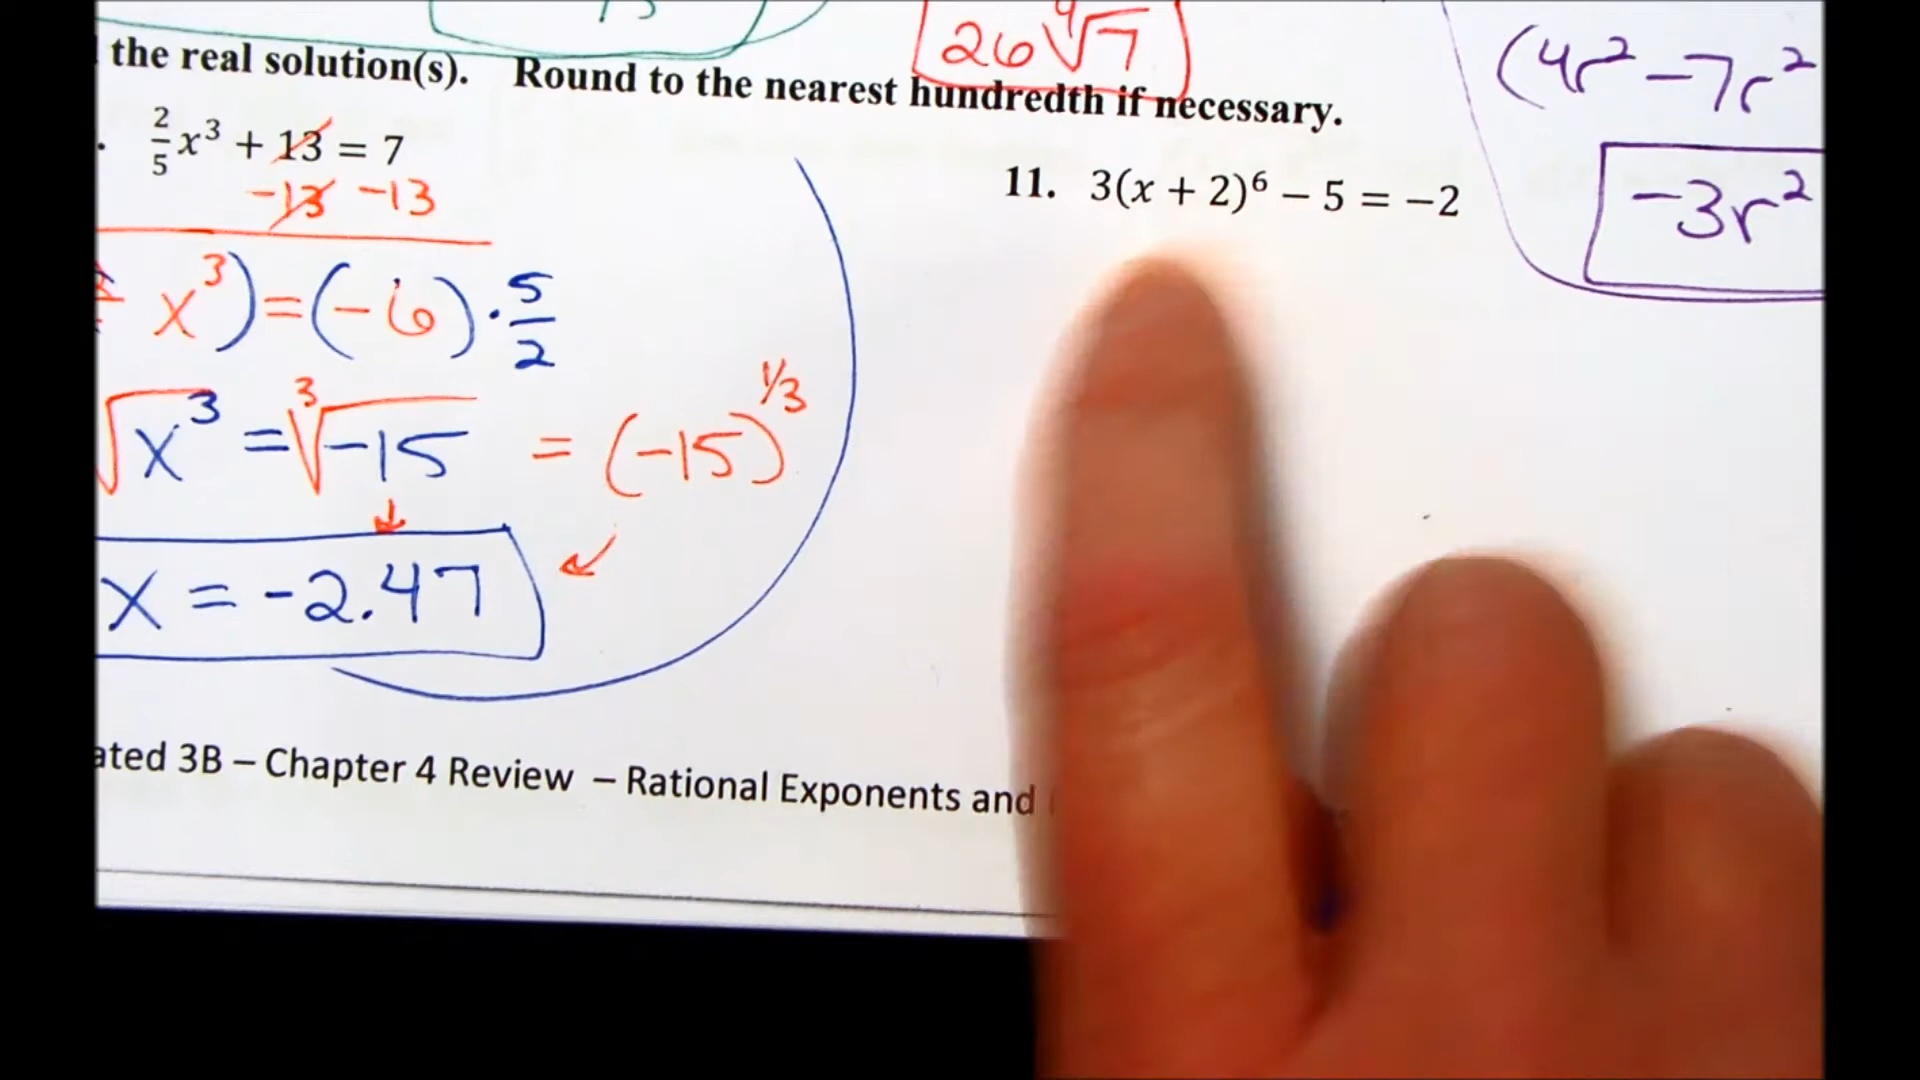 26∜7
(4r² − 7r²
the real solution(s). Round to the nearest hundredth if necessary.
−3r²
2/5 x³ + 13 = 7
−13 −13
x³) = (−6) · 5/2
√x³ = ∛−15 = (−15)^1/3
x = −2.47
11. 3(x + 2)⁶ − 5 = −2
ated 3B – Chapter 4 Review – Rational Exponents and